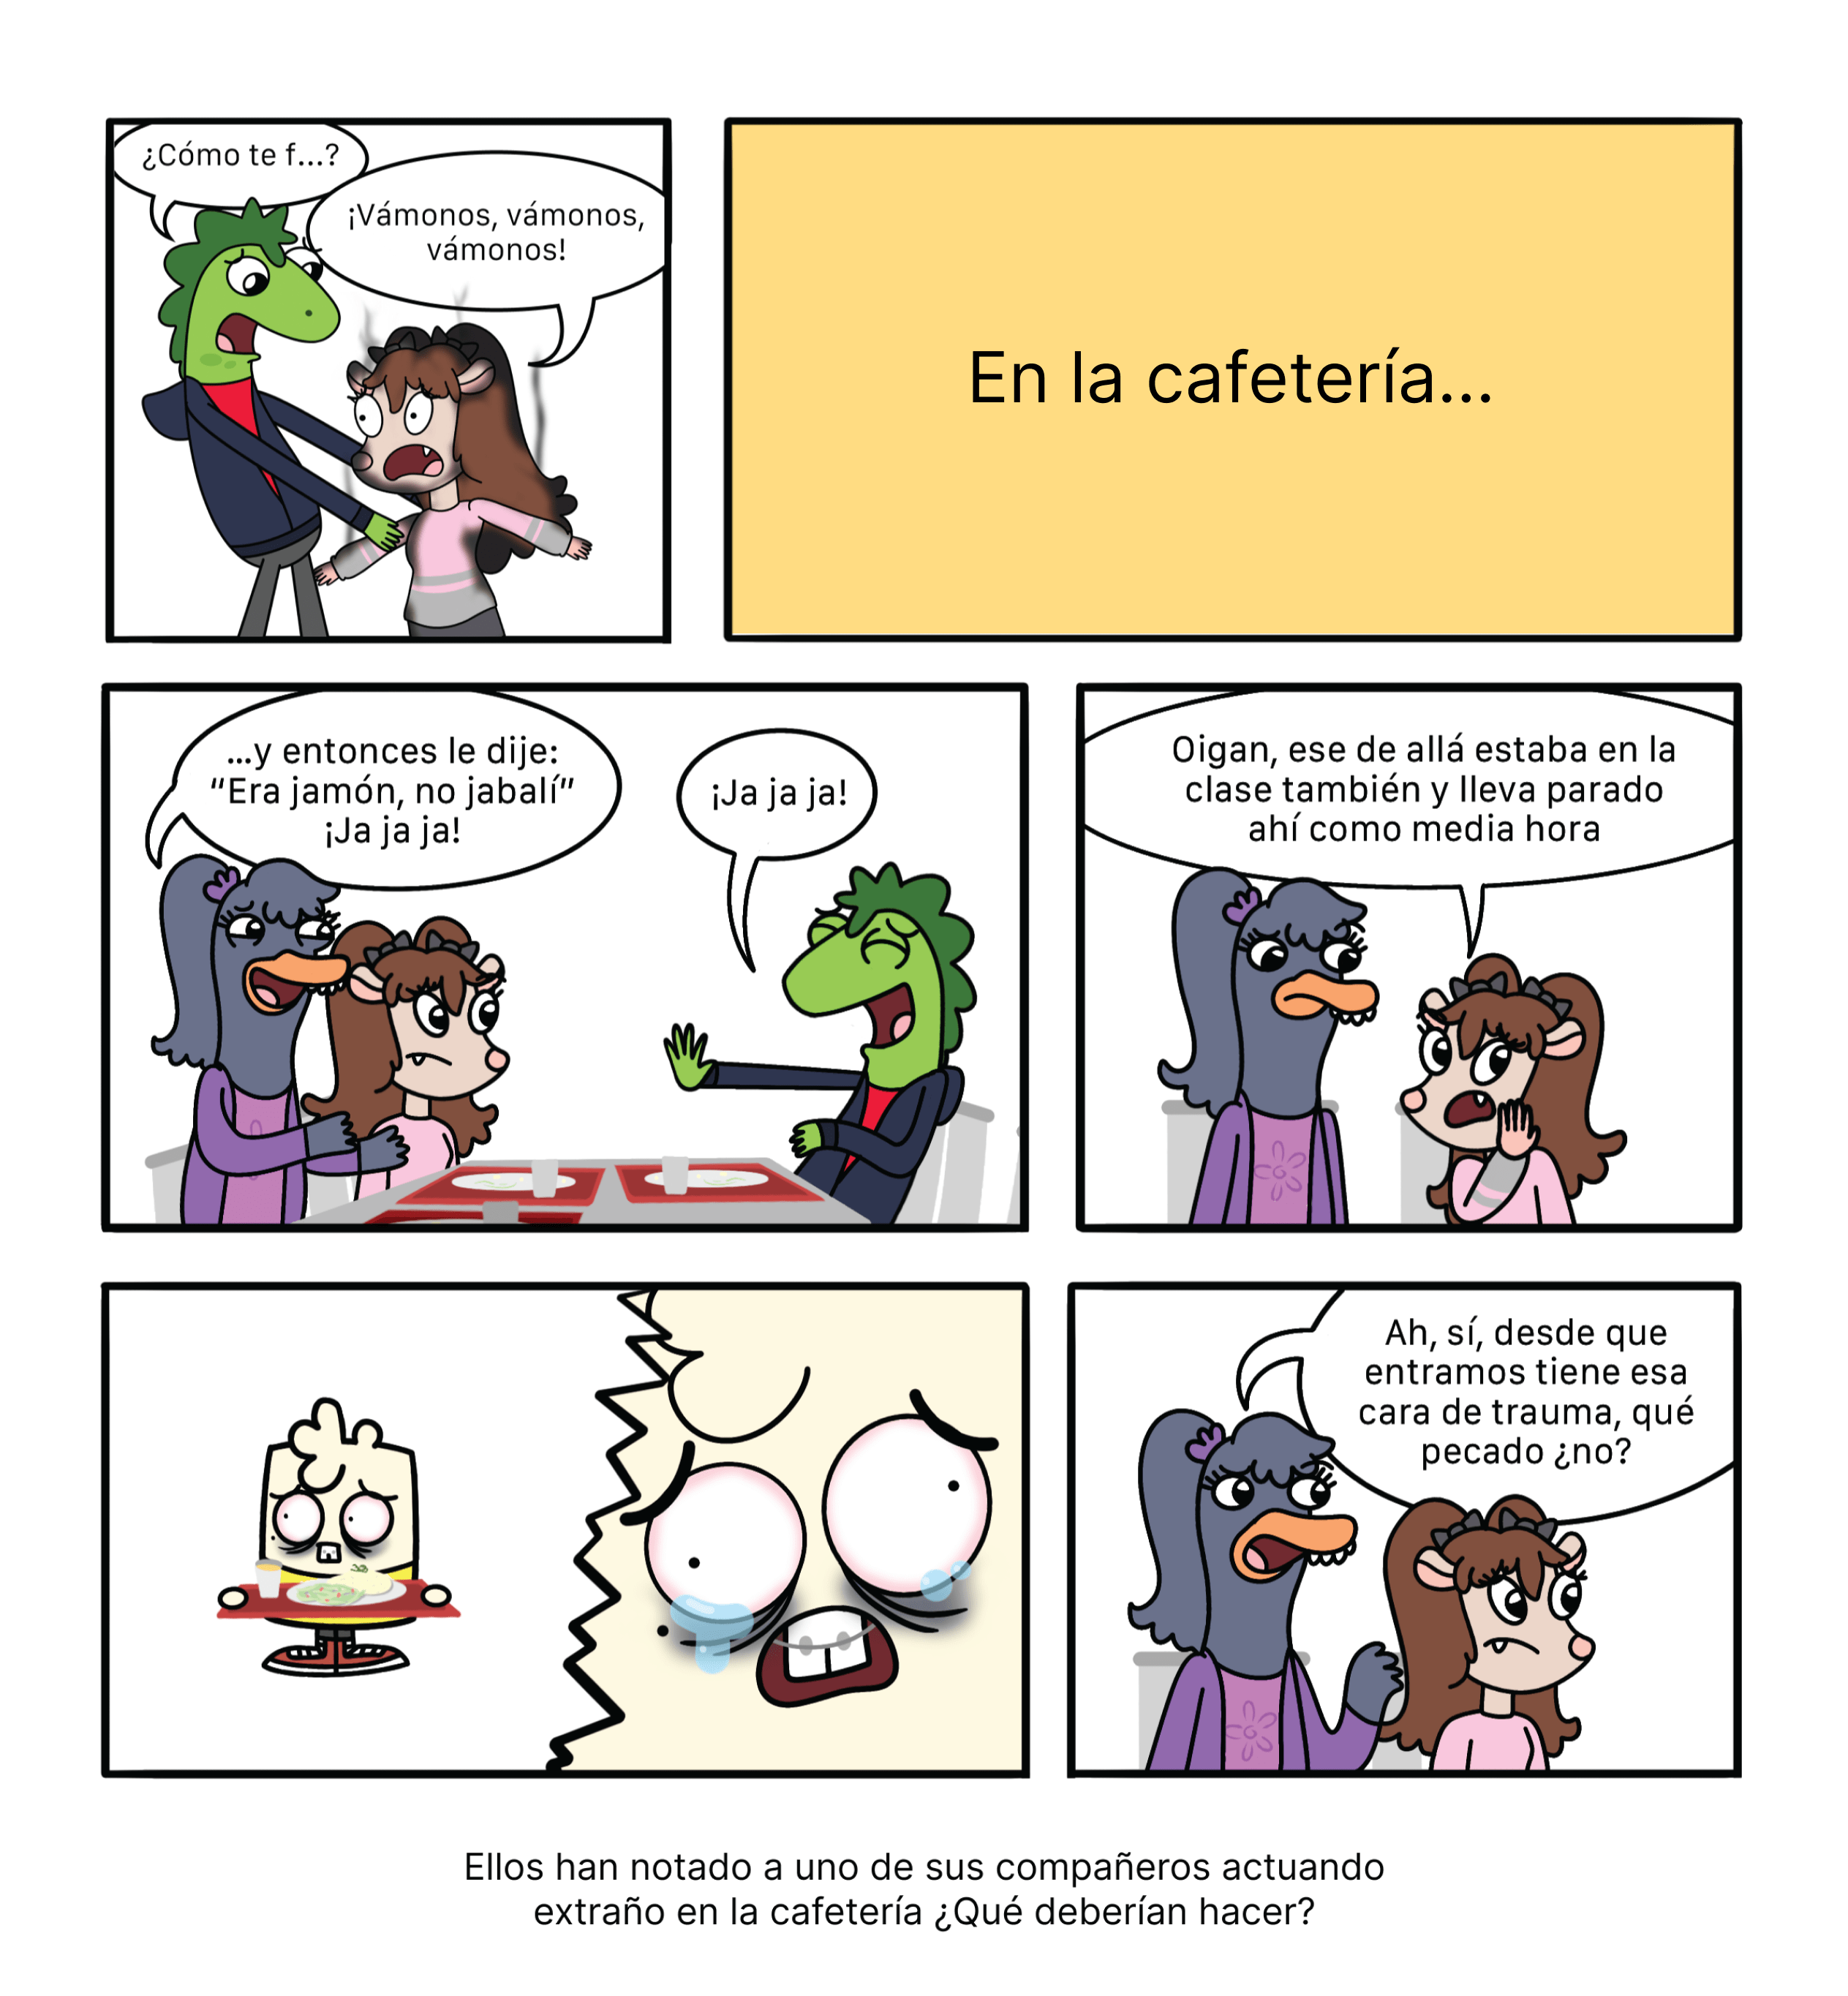 ¿Cómo te f...?
¡Vámonos, vámonos,
vámonos!
En la cafetería...
...y entonces le dije:
“Era jamón, no jabalí”
¡Ja ja ja!
¡Ja ja ja!
Oigan, ese de allá estaba en la
clase también y lleva parado
ahí como media hora
Ah, sí, desde que
entramos tiene esa
cara de trauma, qué
pecado ¿no?
Ellos han notado a uno de sus compañeros actuando
extraño en la cafetería ¿Qué deberían hacer?